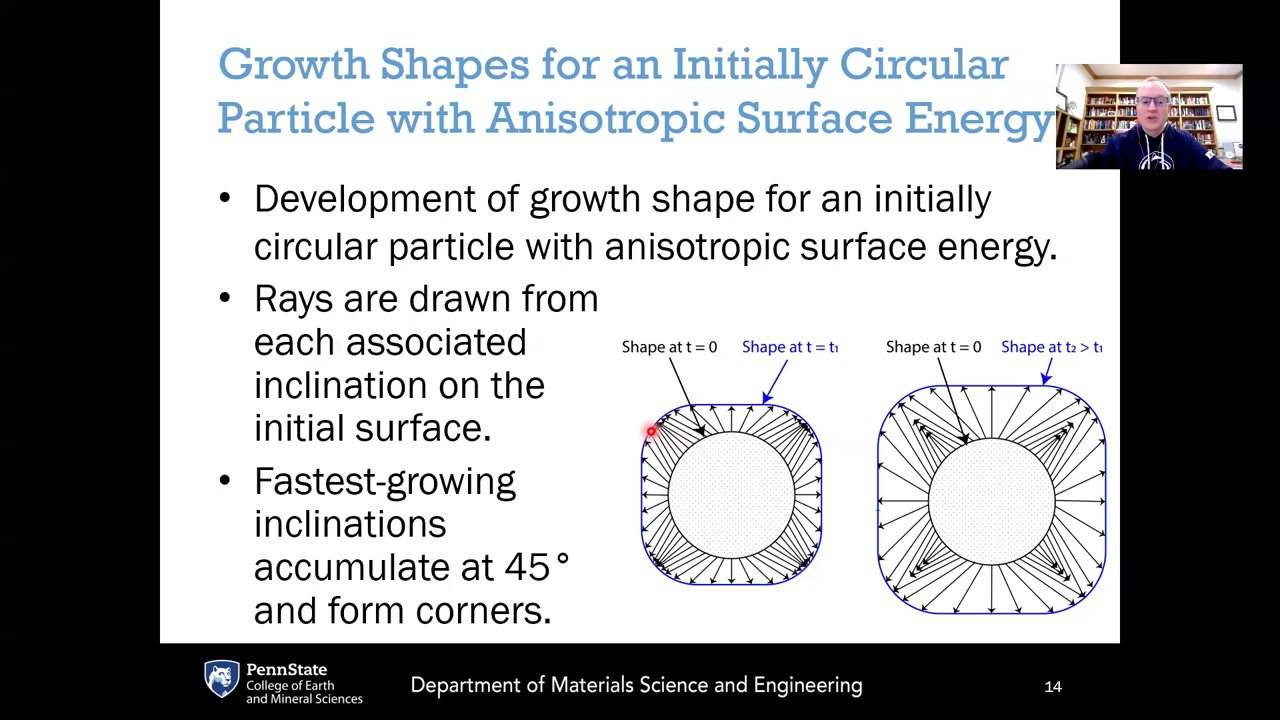 Growth Shapes for an Initially Circular
Particle with Anisotropic Surface Energy
• Development of growth shape for an initially
circular particle with anisotropic surface energy.
• Rays are drawn from
each associated
inclination on the
initial surface.
• Fastest-growing
inclinations
accumulate at 45°
and form corners.
Shape at t = 0
Shape at t = t₁
Shape at t = 0
Shape at t₂ > t₁
PennState
College of Earth
and Mineral Sciences
Department of Materials Science and Engineering
14